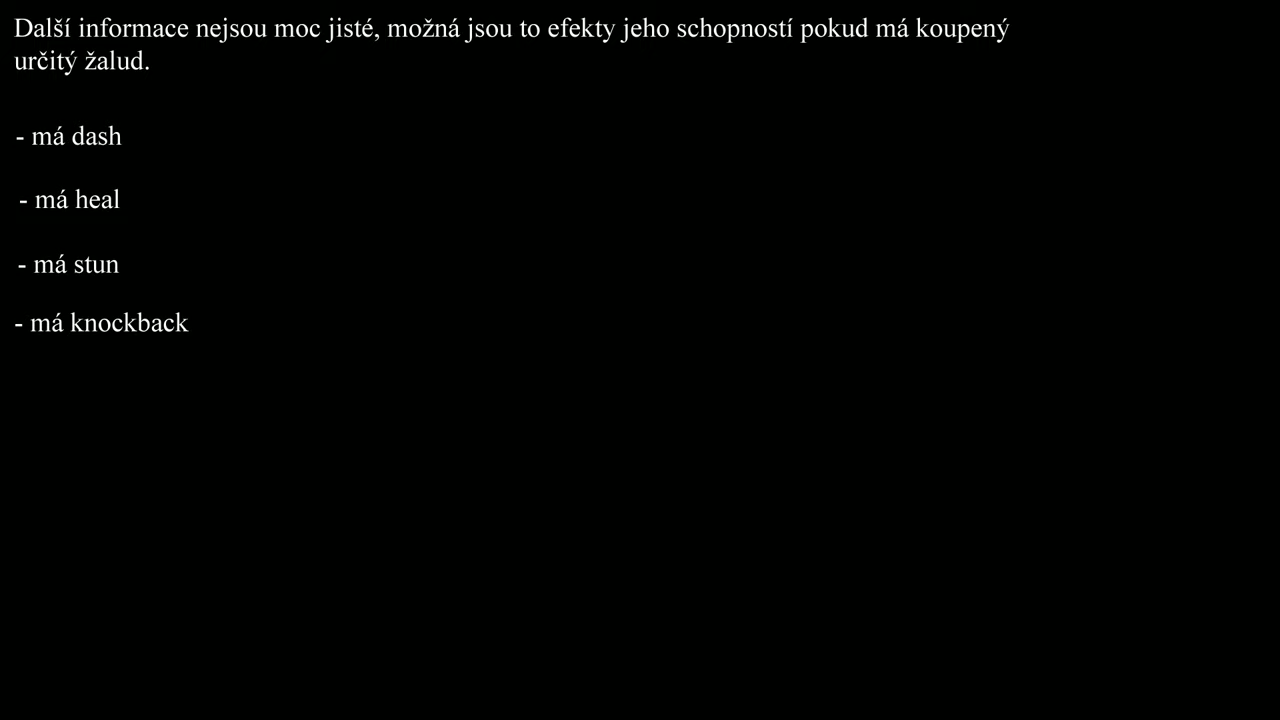 Další informace nejsou moc jisté, možná jsou to efekty jeho schopností pokud má koupený
určitý žalud.
- má dash
- má heal
- má stun
- má knockback